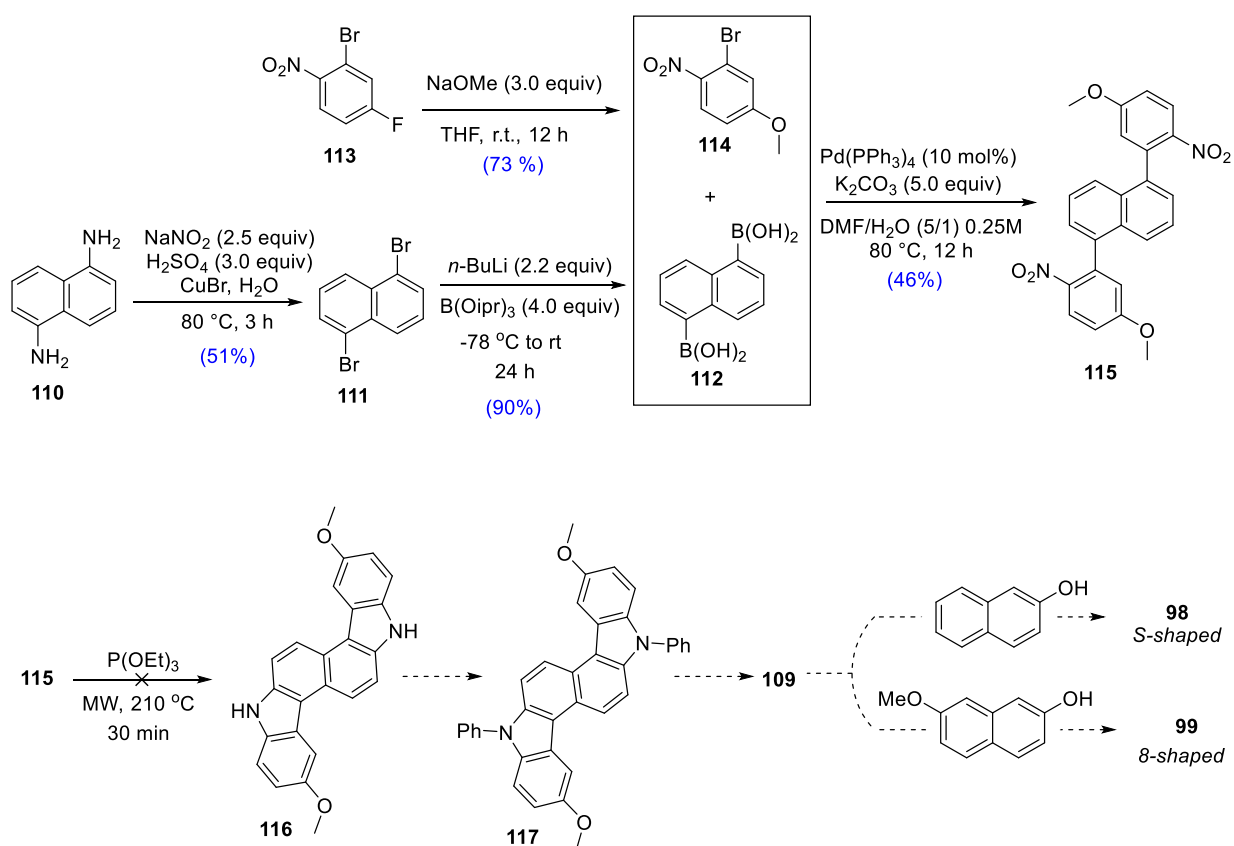 Br
O₂N
F
113
NaOMe (3.0 equiv)
THF, r.t., 12 h
(73 %)
Br
O₂N
O
114
+
B(OH)₂
B(OH)₂
112
NH₂
NH₂
110
NaNO₂ (2.5 equiv)
H₂SO₄ (3.0 equiv)
CuBr, H₂O
80 °C, 3 h
(51%)
Br
Br
111
n-BuLi (2.2 equiv)
B(Oipr)₃ (4.0 equiv)
-78 °C to rt
24 h
(90%)
Pd(PPh₃)₄ (10 mol%)
K₂CO₃ (5.0 equiv)
DMF/H₂O (5/1) 0.25M
80 °C, 12 h
(46%)
O
NO₂
O₂N
O
115
115
P(OEt)₃
MW, 210 °C
30 min
O
NH
HN
O
116
O
N
Ph
Ph
N
O
117
109
OH
98
S-shaped
MeO
OH
99
8-shaped